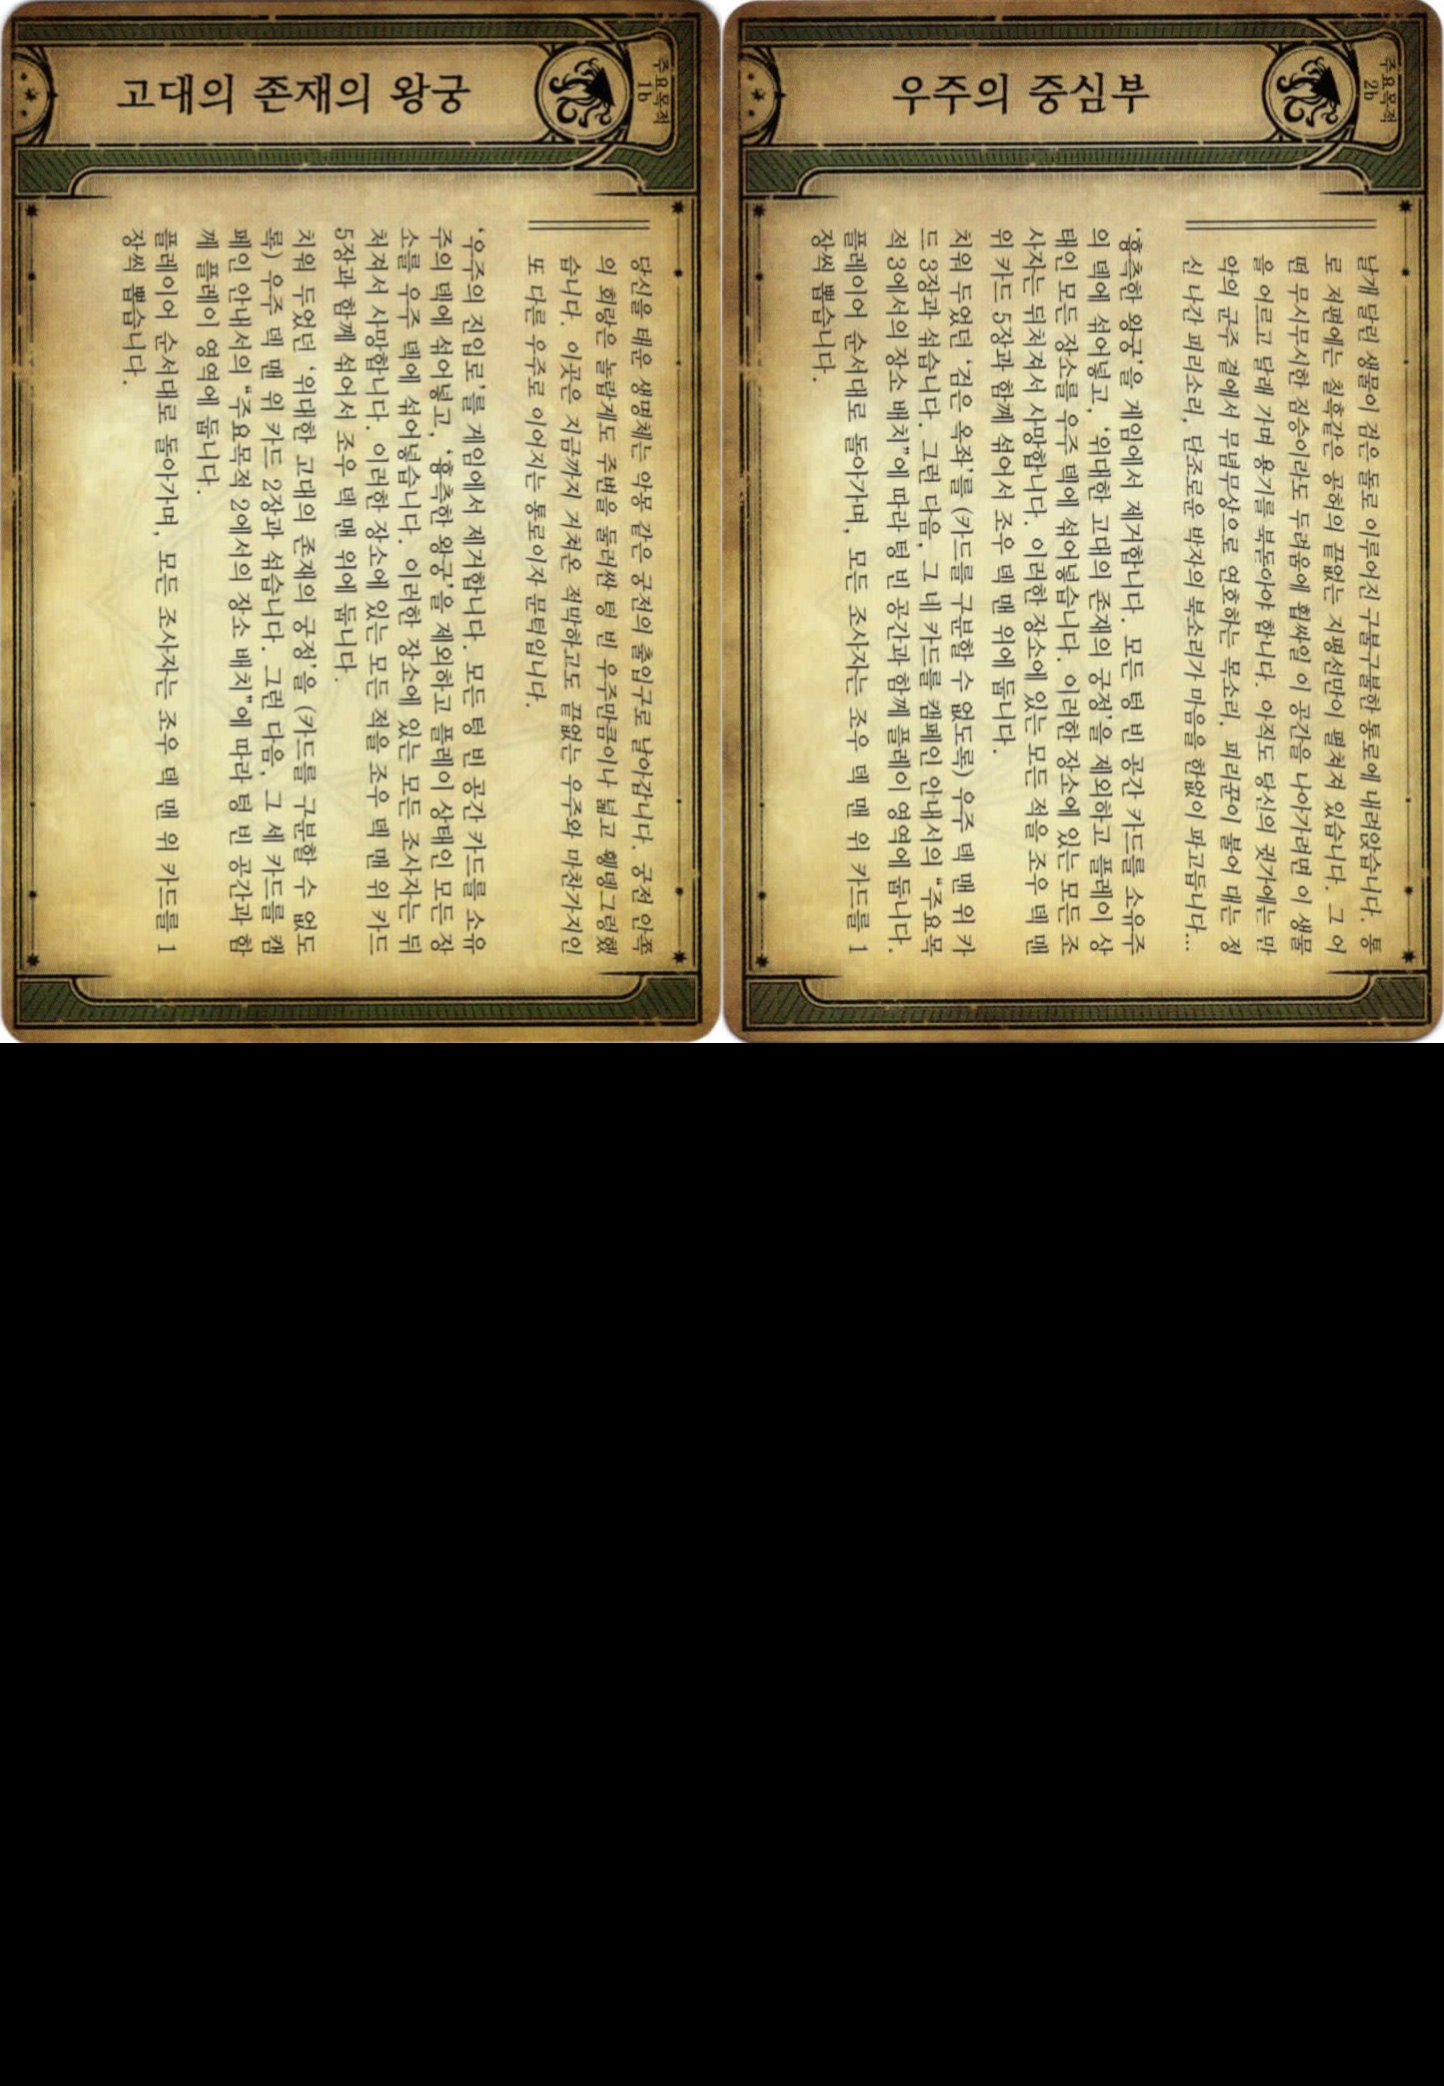 고대의 존재의 왕궁
주요목적
1b
당신을 태운 생명체는 악몽 같은 궁전의 출입구로 날아갑니다. 궁전 안쪽
의 회랑은 놀랍게도 주변을 둘러싼 텅 빈 우주만큼이나 넓고 휑뎅그렁했
습니다. 이곳은 지금까지 거쳐온 적막하고도 끝없는 우주와 마찬가지인
또 다른 우주로 이어지는 통로이자 문턱입니다.
‘우주의 진입로’를 게임에서 제거합니다. 모든 텅 빈 공간 카드를 소유
주의 덱에 섞어넣고, ‘흉측한 왕궁’을 제외하고 플레이 상태인 모든 장
소를 우주 덱에 섞어넣습니다. 이러한 장소에 있는 모든 조사자는 뒤
처져서 사망합니다. 이러한 장소에 있는 모든 적을 조우 덱 맨 위 카드
5장과 함께 섞어서 조우 덱 맨 위에 둡니다.
치워 두었던 ‘위대한 고대의 존재의 궁정’을 (카드를 구분할 수 없도
록) 우주 덱 맨 위 카드 2장과 섞습니다. 그런 다음, 그 세 카드를 캠
페인 안내서의 “주요목적 2에서의 장소 배치”에 따라 텅 빈 공간과 함
께 플레이 영역에 둡니다.
플레이어 순서대로 돌아가며, 모든 조사자는 조우 덱 맨 위 카드를 1
장씩 뽑습니다.
우주의 중심부
주요목적
2b
날개 달린 생물이 검은 돌로 이루어진 구불구불한 통로에 내려앉습니다. 통
로 저편에는 칠흑같은 공허의 끝없는 지평선만이 펼쳐져 있습니다. 그 어
떤 무시무시한 짐승이라도 두려움에 휩싸일 이 공간을 나아가려면 이 생물
을 어르고 달래 가며 용기를 북돋아야 합니다. 아직도 당신의 귓가에는 만
악의 군주 곁에서 무념무상으로 연호하는 목소리, 피리꾼이 불어 대는 정
신 나간 피리소리, 단조로운 박자의 북소리가 마음을 한없이 파고듭니다...
‘흉측한 왕궁’을 게임에서 제거합니다. 모든 텅 빈 공간 카드를 소유주
의 덱에 섞어넣고, ‘위대한 고대의 존재의 궁정’을 제외하고 플레이 상
태인 모든 장소를 우주 덱에 섞어넣습니다. 이러한 장소에 있는 모든 조
사자는 뒤처져서 사망합니다. 이러한 장소에 있는 모든 적을 조우 덱 맨
위 카드 5장과 함께 섞어서 조우 덱 맨 위에 둡니다.
치워 두었던 ‘검은 옥좌’를 (카드를 구분할 수 없도록) 우주 덱 맨 위 카
드 3장과 섞습니다. 그런 다음, 그 네 카드를 캠페인 안내서의 “주요목
적 3에서의 장소 배치”에 따라 텅 빈 공간과 함께 플레이 영역에 둡니다.
플레이어 순서대로 돌아가며, 모든 조사자는 조우 덱 맨 위 카드를 1
장씩 뽑습니다.